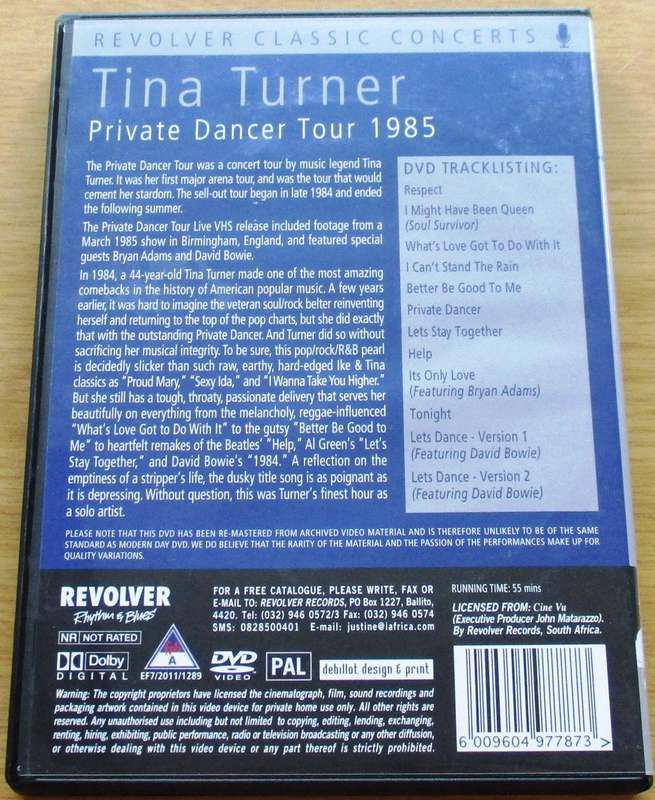 REVOLVER CLASSIC CONCERTS
Tina Turner
Private Dancer Tour 1985
The Private Dancer Tour was a concert tour by music legend Tina
Turner. It was her first major arena tour, and was the tour that would
cement her stardom. The sell-out tour began in late 1984 and ended
the following summer.
The Private Dancer Tour Live VHS release included footage from a
March 1985 show in Birmingham, England, and featured special
guests Bryan Adams and David Bowie.
In 1984, a 44-year-old Tina Turner made one of the most amazing
comebacks in the history of American popular music. A few years
earlier, it was hard to imagine the veteran soul/rock belter reinventing
herself and returning to the top of the pop charts, but she did exactly
that with the outstanding Private Dancer. And Turner did so without
sacrificing her musical integrity. To be sure, this pop/rock/R&B pearl
is decidedly slicker than such raw, earthy, hard-edged Ike & Tina
classics as "Proud Mary," "Sexy Ida," and "I Wanna Take You Higher."
But she still has a tough, throaty, passionate delivery that serves her
beautifully on everything from the melancholy, reggae-influenced
"What's Love Got to Do With It" to the gutsy "Better Be Good to
Me" to heartfelt remakes of the Beatles' "Help," Al Green's "Let's
Stay Together," and David Bowie's "1984." A reflection on the
emptiness of a stripper's life, the dusky title song is as poignant as
it is depressing. Without question, this was Turner's finest hour as
a solo artist.
DVD TRACKLISTING:
Respect
I Might Have Been Queen
(Soul Survivor)
What's Love Got To Do With It
I Can't Stand The Rain
Better Be Good To Me
Private Dancer
Lets Stay Together
Help
Its Only Love
(Featuring Bryan Adams)
Tonight
Lets Dance - Version 1
(Featuring David Bowie)
Lets Dance - Version 2
(Featuring David Bowie)
PLEASE NOTE THAT THIS DVD HAS BEEN RE-MASTERED FROM ARCHIVED VIDEO MATERIAL AND IS THEREFORE UNLIKELY TO BE OF THE SAME
STANDARD AS MODERN DAY DVD. WE DO BELIEVE THAT THE RARITY OF THE MATERIAL AND THE PASSION OF THE PERFORMANCES MAKE UP FOR
QUALITY VARIATIONS.
REVOLVER
Rhythm & Blues
NR NOT RATED
FOR A FREE CATALOGUE, PLEASE WRITE, FAX OR
E-MAIL TO: REVOLVER RECORDS, PO Box 1227, Ballito,
4420. Tel: (032) 946 0572/3 Fax: (032) 946 0574
SMS: 0828500401 E-mail: justine@iafrica.com
RUNNING TIME: 55 mins
LICENSED FROM: Cine Vu
(Executive Producer John Matarazzo).
By Revolver Records, South Africa.
Dolby
DIGITAL
A
EF7/2011/1289
DVD
VIDEO
PAL
debillot design & print
Warning: The copyright proprietors have licensed the cinematograph, film, sound recordings and
packaging artwork contained in this video device for private home use only. All other rights are
reserved. Any unauthorised use including but not limited to copying, editing, lending, exchanging,
renting, hiring, exhibiting, public performance, radio or television broadcasting or any other diffusion,
or otherwise dealing with this video device or any part thereof is strictly prohibited.
6 009604 977873 >